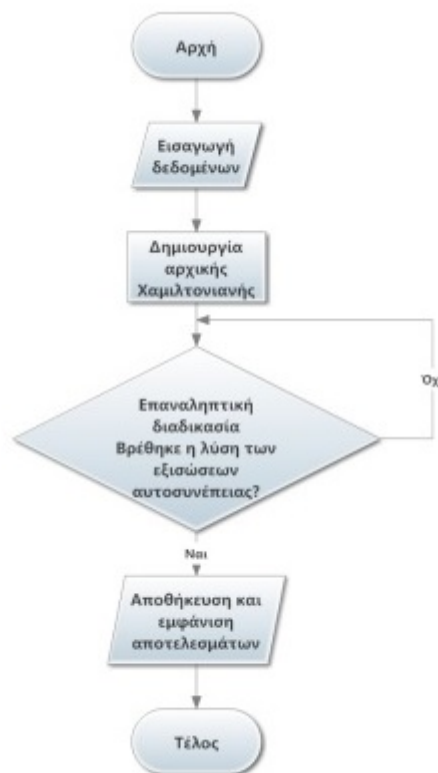 Αρχή
Εισαγωγή
δεδομένων
Δημιουργία
αρχικής
Χαμιλτονιανής
Επαναληπτική
διαδικασία
Βρέθηκε η λύση των
εξισώσεων
αυτοσυνέπειας?
Ναι
Αποθήκευση και
εμφάνιση
αποτελεσμάτων
Τέλος